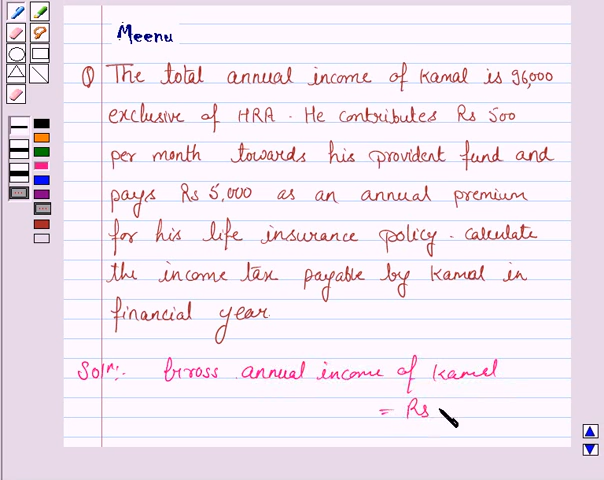 Meenu
Q The total annual income of Kamal is 96,000
exclusive of HRA. He contributes Rs 500
per month towards his provident fund and
pays Rs 5,000 as an annual premium
for his life insurance policy. calculate
the income tax payable by Kamal in
financial year.
Solⁿ:- Gross annual income of Kamal
= Rs